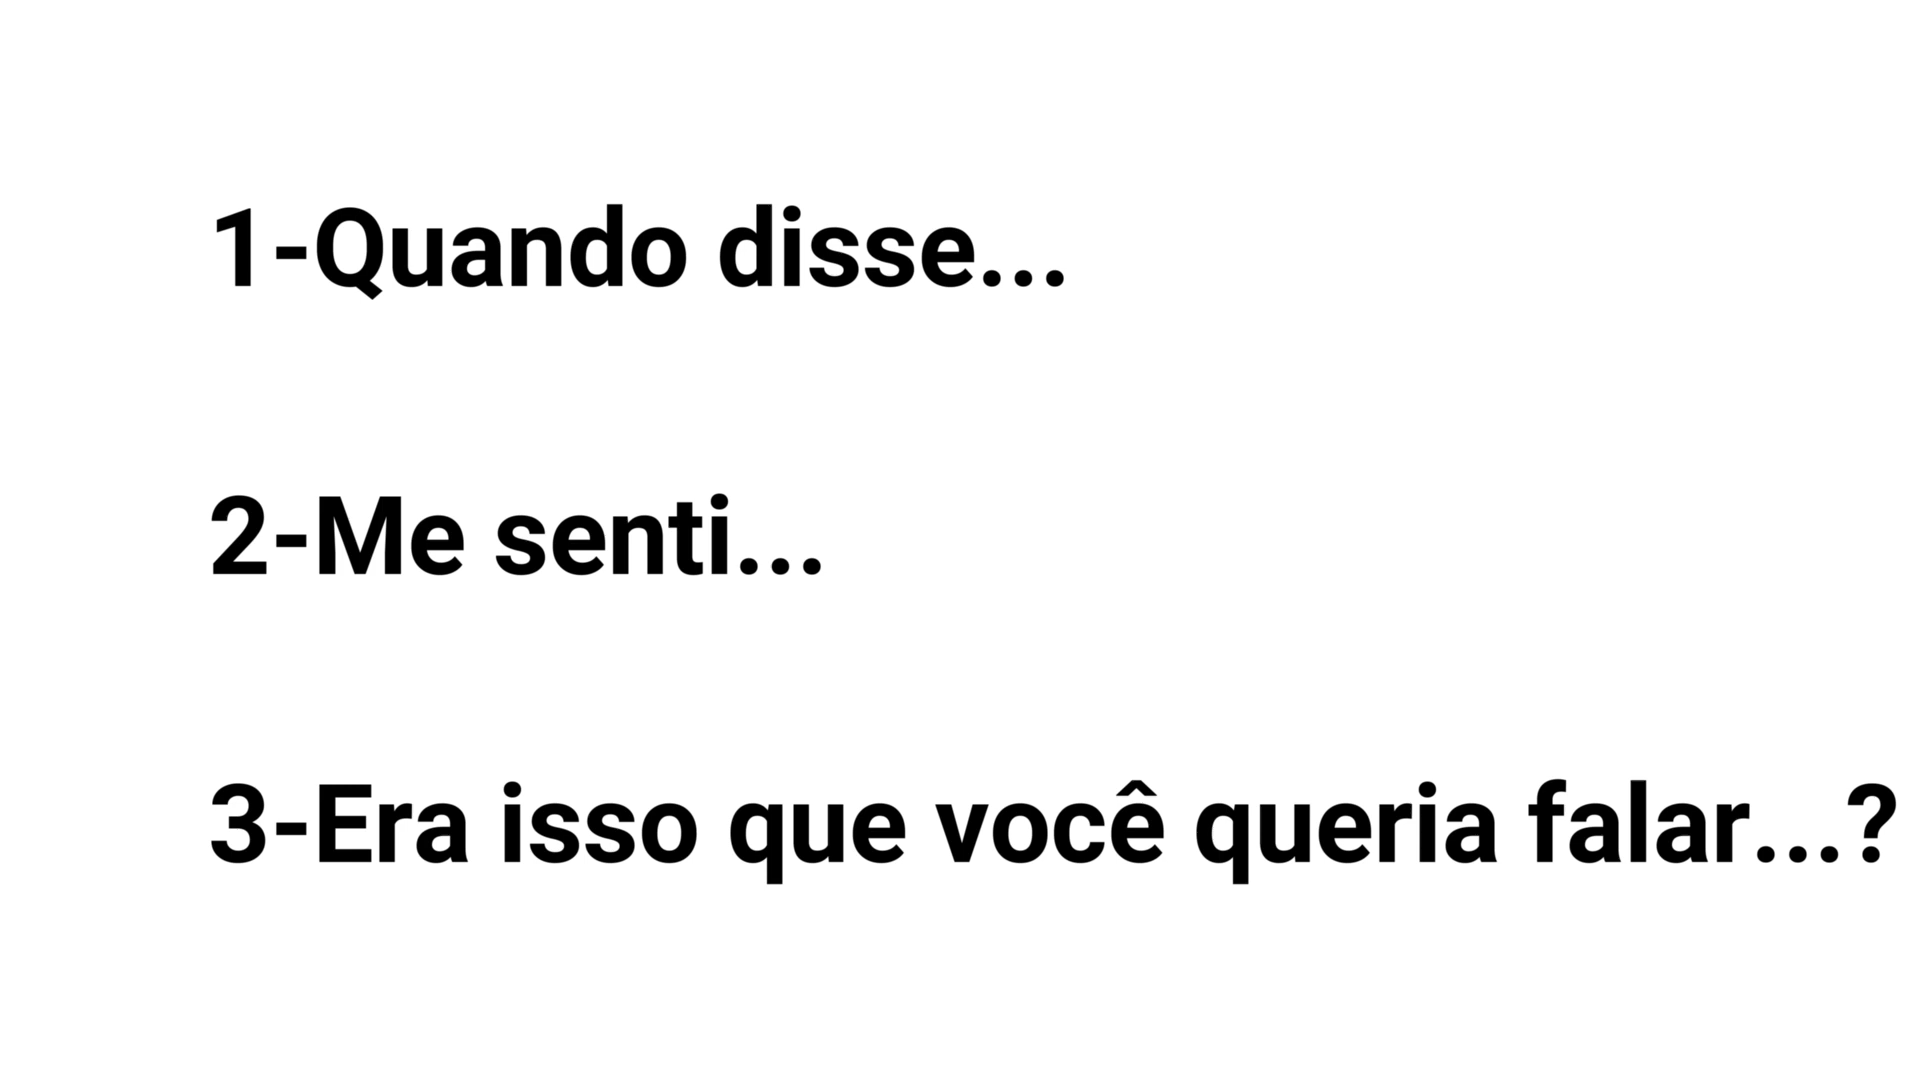 1-Quando disse...
2-Me senti...
3-Era isso que você queria falar...?